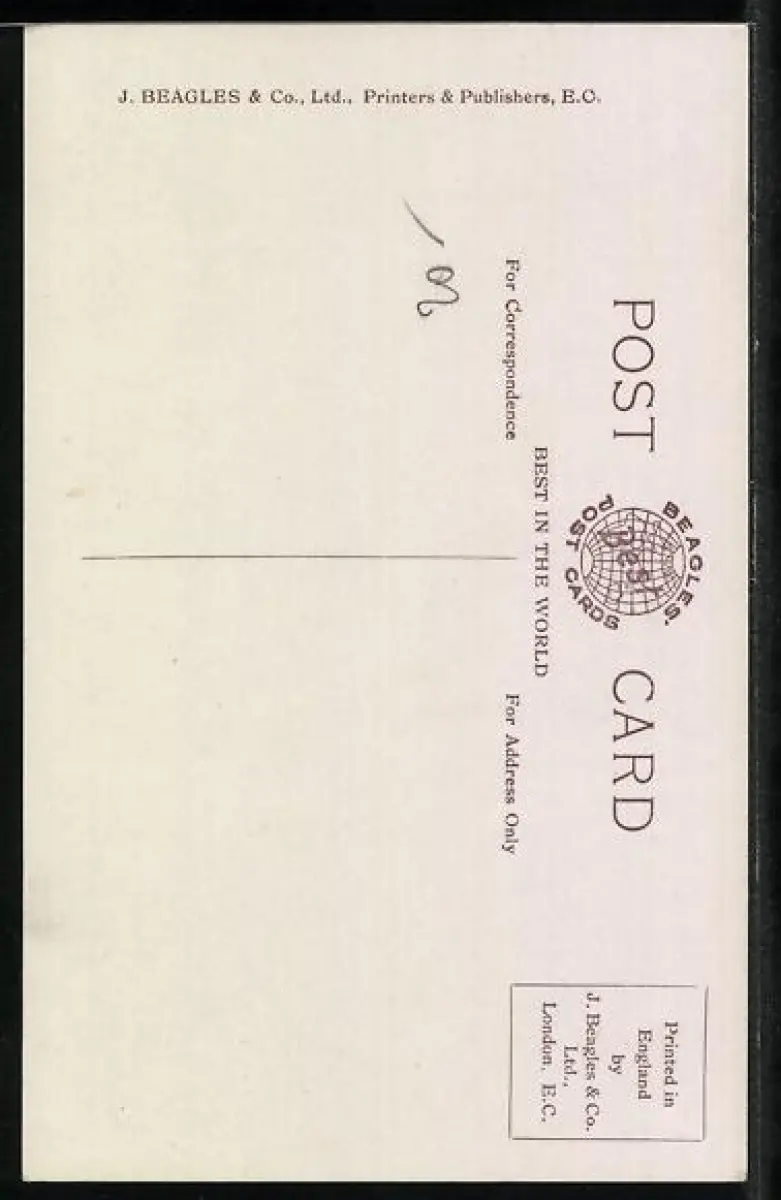 J. BEAGLES & Co., Ltd., Printers & Publishers, E.C.
POST CARD
BEAGLES'
Best
POST CARDS
BEST IN THE WORLD
For Correspondence
For Address Only
Printed in
England
by
J. Beagles & Co.
Ltd.,
London, E.C.